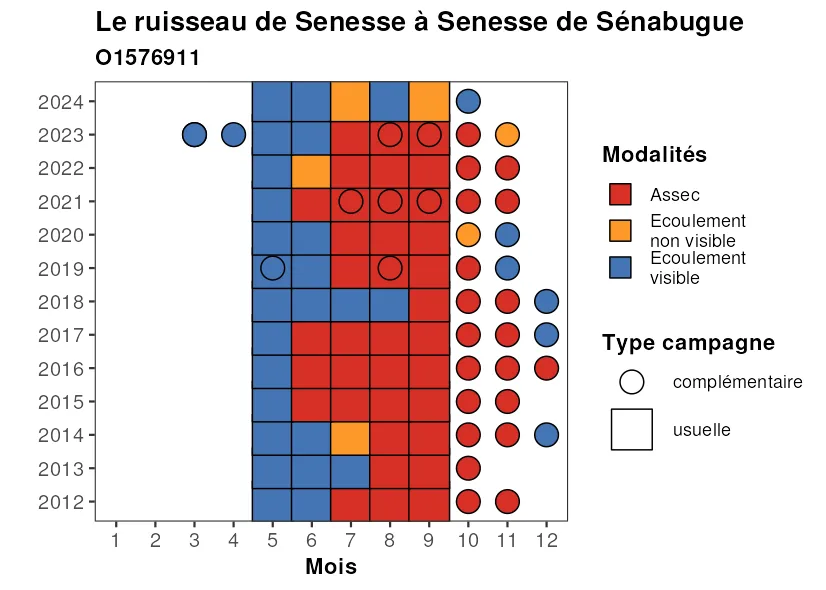 Le ruisseau de Senesse à Senesse de Sénabugue
O1576911
2024
2023
2022
2021
2020
2019
2018
2017
2016
2015
2014
2013
2012
1 2 3 4 5 6 7 8 9 10 11 12
Mois
Modalités
Assec
Ecoulement
non visible
Ecoulement
visible
Type campagne
complémentaire
usuelle